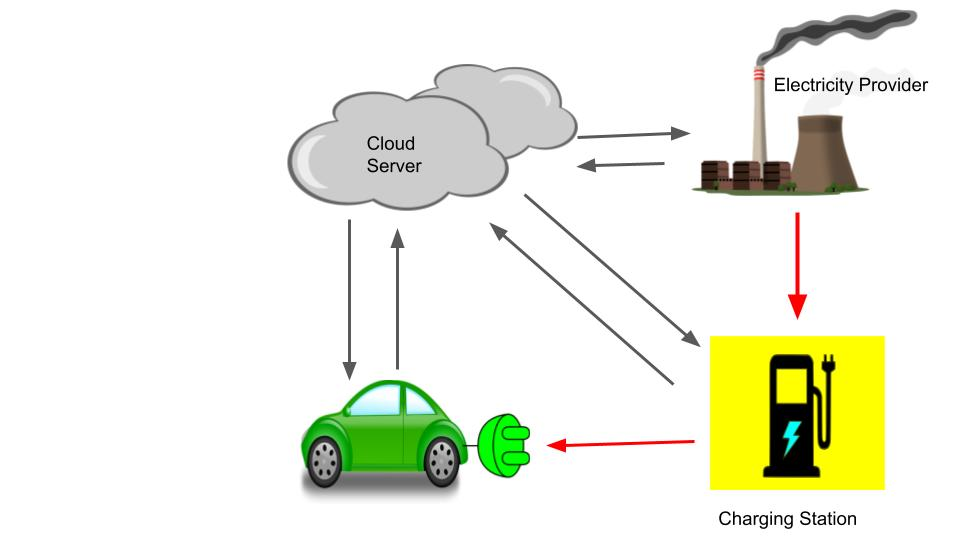 Electricity Provider
Cloud
Server
Charging Station